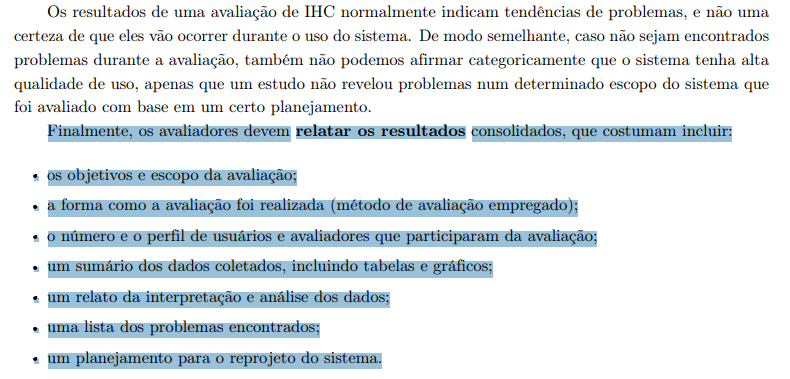 Os resultados de uma avaliação de IHC normalmente indicam tendências de problemas, e não uma
certeza de que eles vão ocorrer durante o uso do sistema. De modo semelhante, caso não sejam encontrados
problemas durante a avaliação, também não podemos afirmar categoricamente que o sistema tenha alta
qualidade de uso, apenas que um estudo não revelou problemas num determinado escopo do sistema que
foi avaliado com base em um certo planejamento.
Finalmente, os avaliadores devem relatar os resultados consolidados, que costumam incluir:
• os objetivos e escopo da avaliação;
• a forma como a avaliação foi realizada (método de avaliação empregado);
• o número e o perfil de usuários e avaliadores que participaram da avaliação;
• um sumário dos dados coletados, incluindo tabelas e gráficos;
• um relato da interpretação e análise dos dados;
• uma lista dos problemas encontrados;
• um planejamento para o reprojeto do sistema.